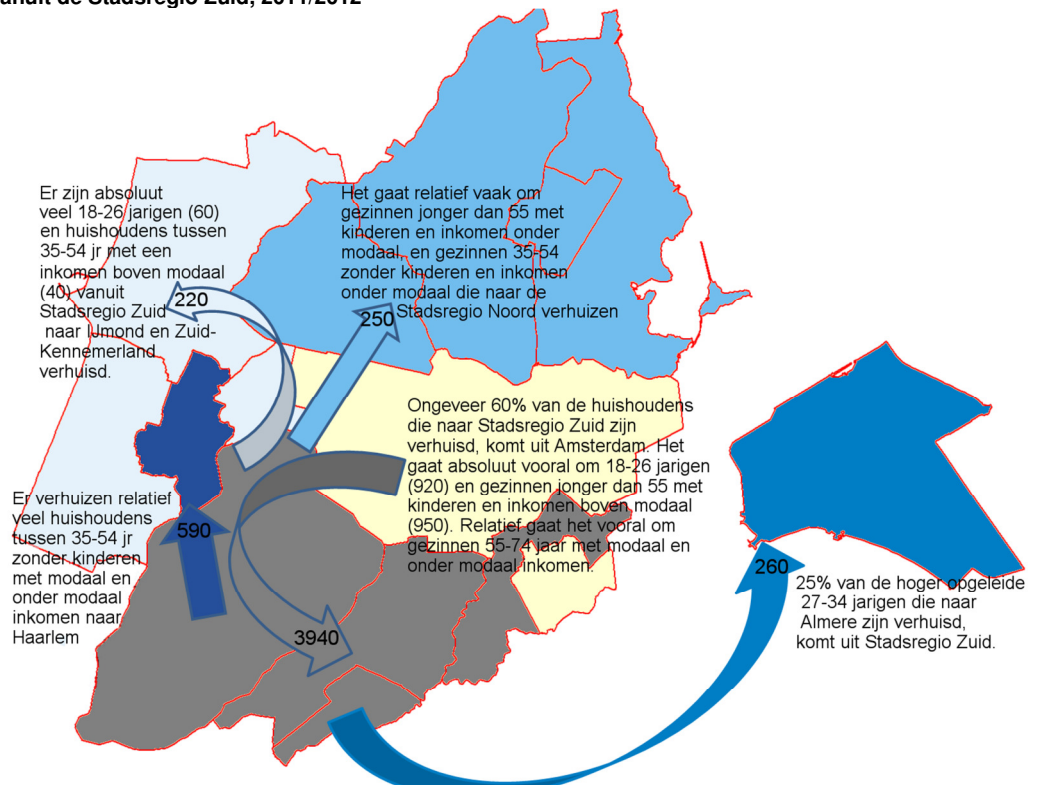 vanuit de Stadsregio Zuid, 2011/2012
Er zijn absoluut
veel 18-26 jarigen (60)
en huishoudens tussen
35-54 jr met een
inkomen boven modaal
(40) vanuit
Stadsregio Zuid
naar IJmond en Zuid-
Kennemerland
verhuisd.
220
Het gaat relatief vaak om
gezinnen jonger dan 55 met
kinderen en inkomen onder
modaal, en gezinnen 35-54
zonder kinderen en inkomen
onder modaal die naar de
Stadsregio Noord verhuizen
250
Ongeveer 60% van de huishoudens
die naar Stadsregio Zuid zijn
verhuisd, komt uit Amsterdam. Het
gaat absoluut vooral om 18-26 jarigen
(920) en gezinnen jonger dan 55 met
kinderen en inkomen boven modaal
(950). Relatief gaat het vooral om
gezinnen 55-74 jaar met modaal en
onder modaal inkomen.
Er verhuizen relatief
veel huishoudens
tussen 35-54 jr
zonder kinderen
met modaal en
onder modaal
inkomen naar
Haarlem
590
3940
260
25% van de hoger opgeleide
27-34 jarigen die naar
Almere zijn verhuisd,
komt uit Stadsregio Zuid.